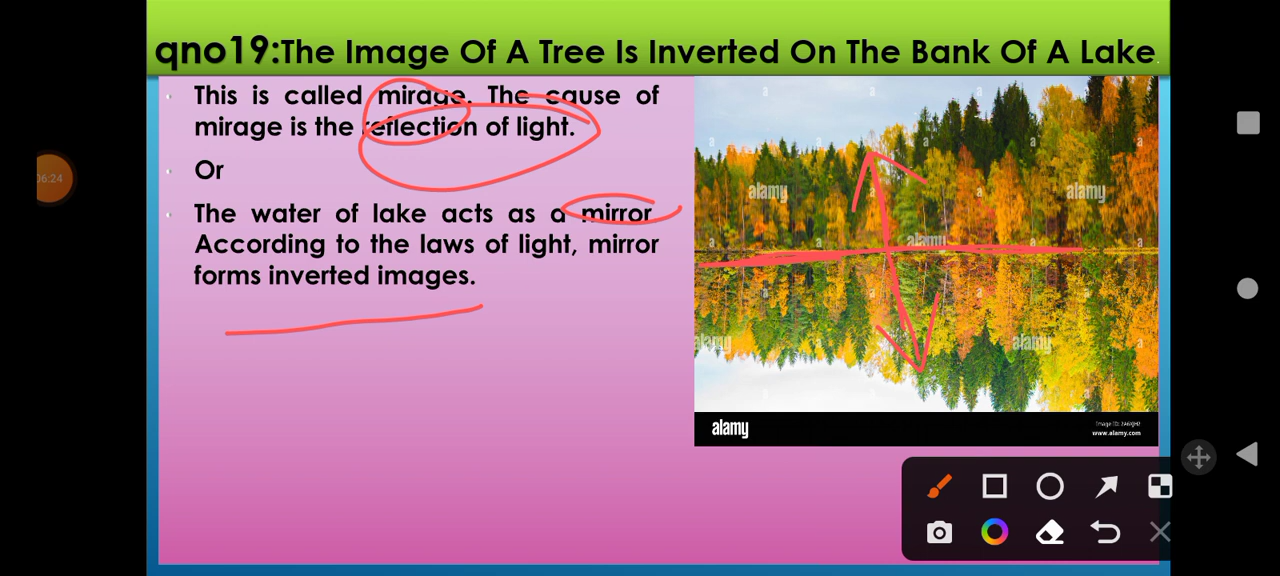 qno19:The Image Of A Tree Is Inverted On The Bank Of A Lake.
This is called mirage. The cause of
mirage is the reflection of light.
Or
The water of lake acts as a mirror
According to the laws of light, mirror
forms inverted images.
06:24
a a a
a a a a
alamy alamy
alamy
a a a a
a a
alamy alamy a
alamy
www.alamy.com